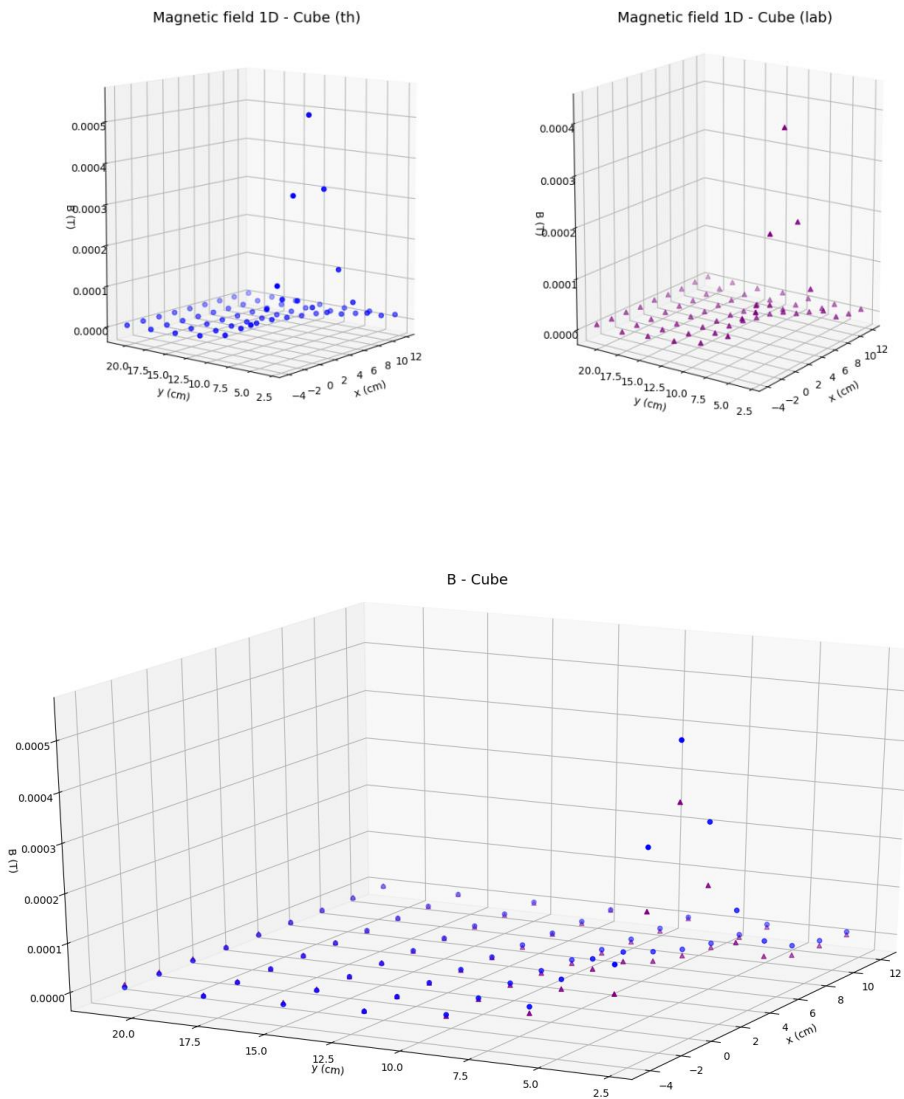 Magnetic field 1D - Cube (th)
Magnetic field 1D - Cube (lab)
0.0005
0.0004
0.0003
0.0002
0.0001
0.0000
B (T)
20.0 17.5 15.0 12.5 10.0 7.5 5.0 2.5
y (cm)
−4 −2 0 2 4 6 8 10 12
x (cm)
0.0004
0.0003
0.0002
0.0001
0.0000
B (T)
20.0 17.5 15.0 12.5 10.0 7.5 5.0 2.5
y (cm)
−4 −2 0 2 4 6 8 10 12
x (cm)
B - Cube
0.0005
0.0004
0.0003
0.0002
0.0001
0.0000
B (T)
20.0 17.5 15.0 12.5 10.0 7.5 5.0 2.5
y (cm)
−4 −2 0 2 4 6 8 10 12
x (cm)